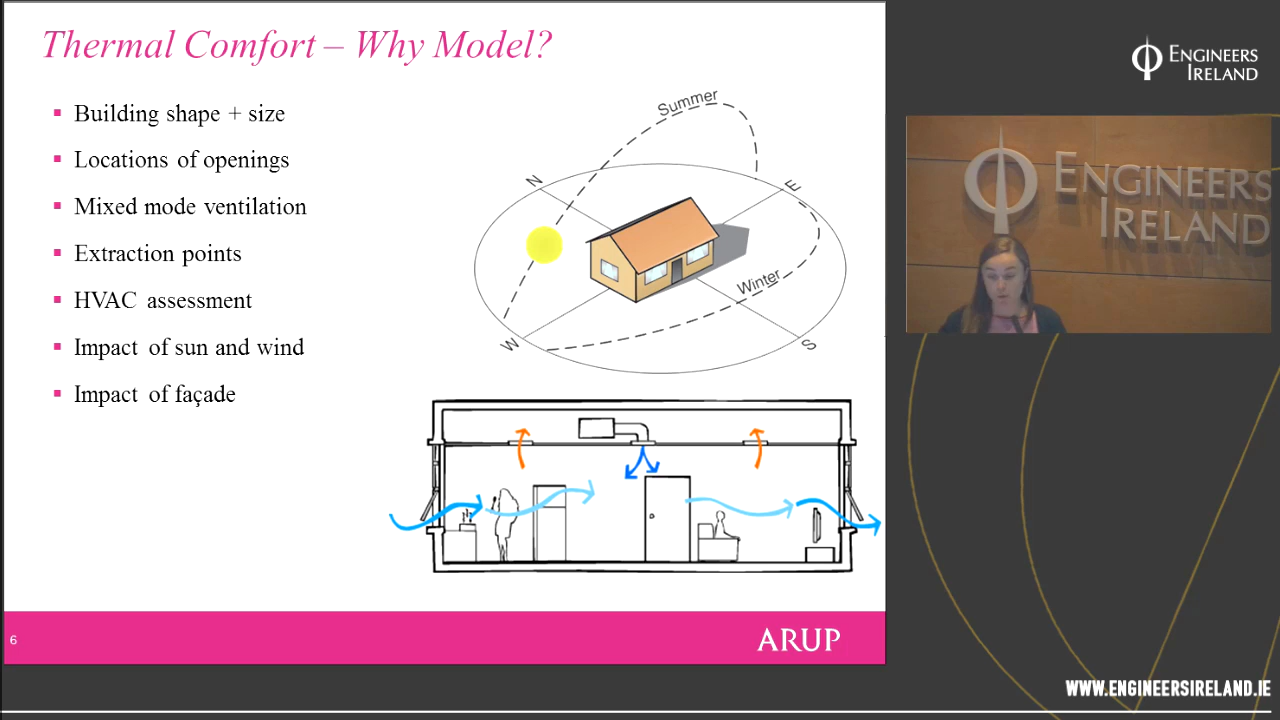 Thermal Comfort – Why Model?
Building shape + size
Locations of openings
Mixed mode ventilation
Extraction points
HVAC assessment
Impact of sun and wind
Impact of façade
Summer
N
E
Winter
W
S
6
ARUP
ENGINEERS
IRELAND
ENGINEERS
IRELAND
WWW.ENGINEERSIRELAND.IE